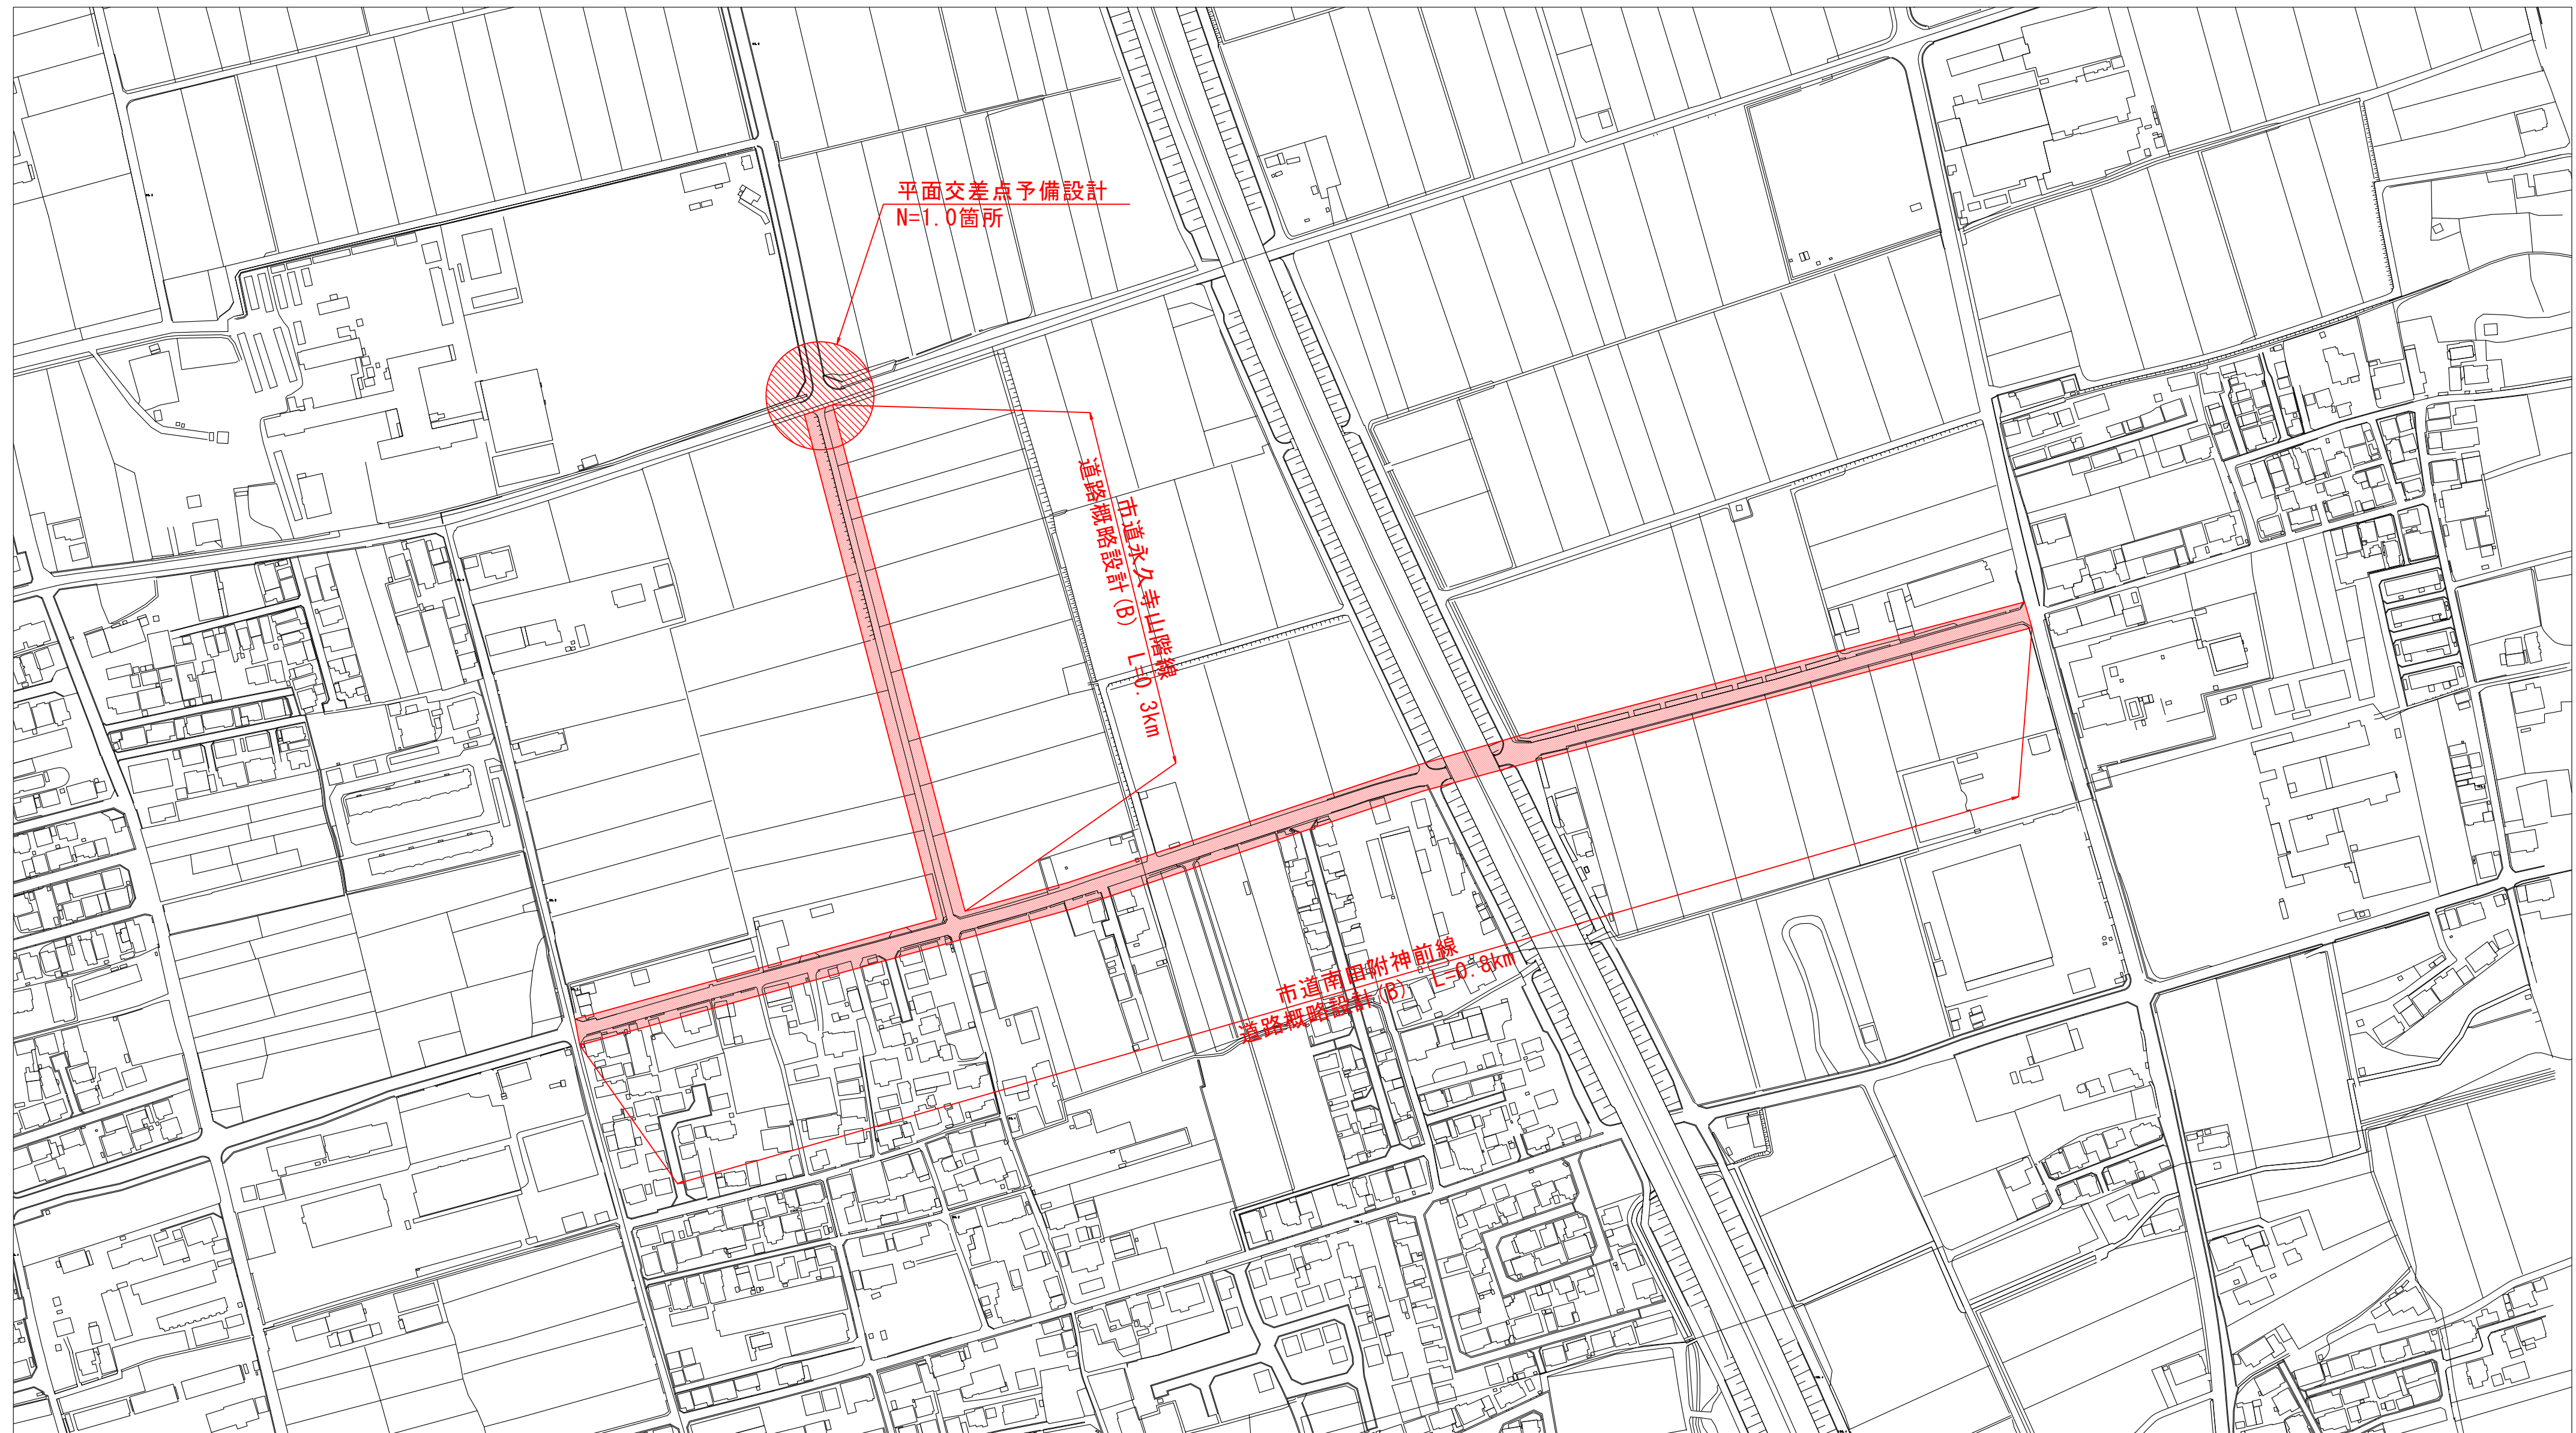 平面交差点予備設計
N=1.0箇所
市道永久寺山階線
道路概略設計(B) L=0.3km
市道南田附神前線
道路概略設計(B) L=0.8km